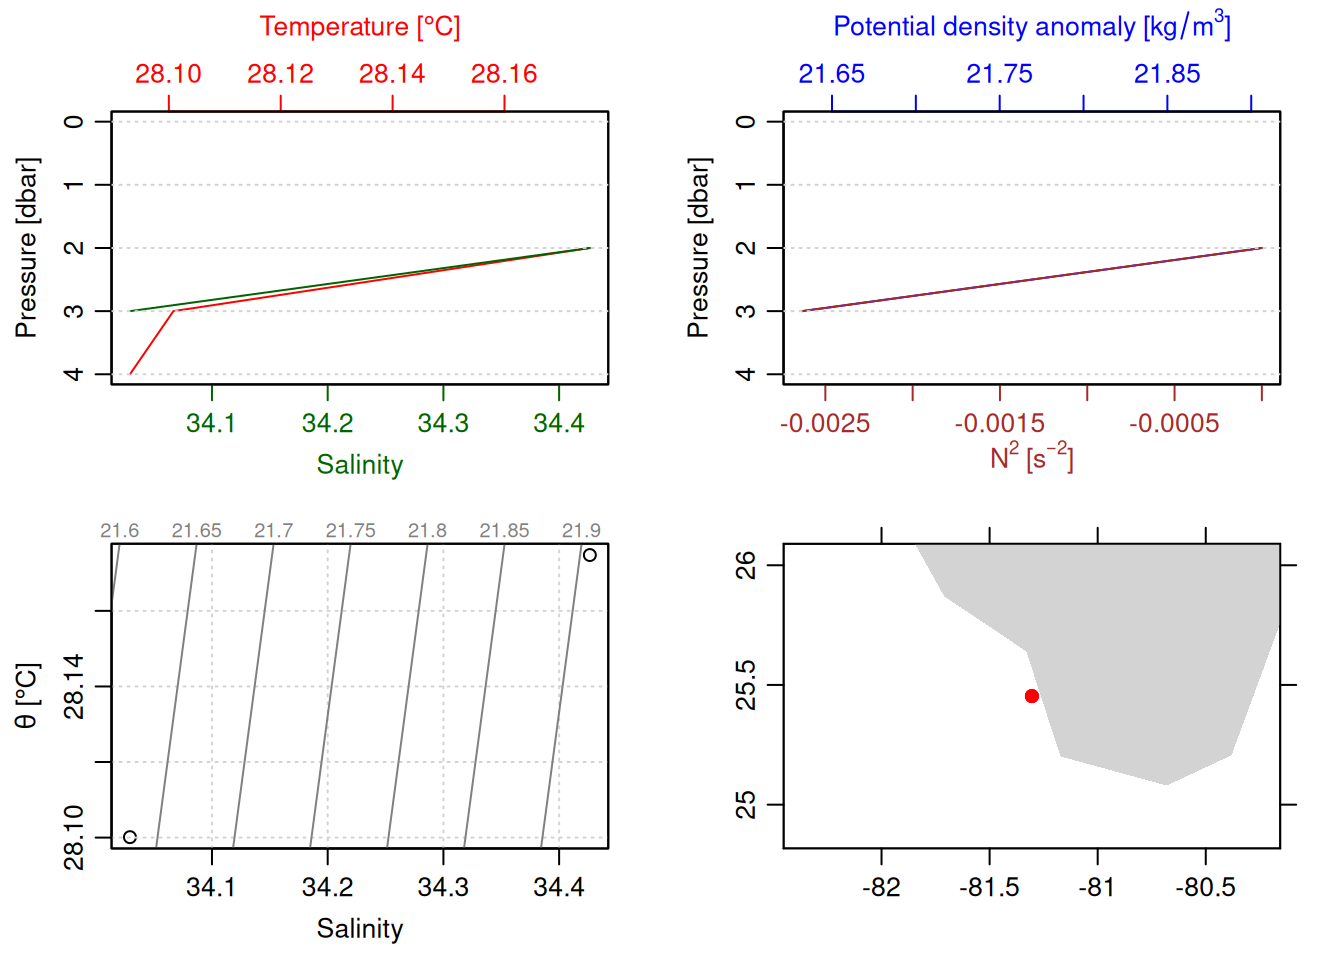 Temperature [°C]
28.10 28.12 28.14 28.16
0
1
2
3
4
Pressure [dbar]
34.1 34.2 34.3 34.4
Salinity
Potential density anomaly [kg/m³]
21.65 21.75 21.85
0
1
2
3
4
Pressure [dbar]
-0.0025 -0.0015 -0.0005
N² [s⁻²]
21.6 21.65 21.7 21.75 21.8 21.85 21.9
28.14
28.10
θ [°C]
34.1 34.2 34.3 34.4
Salinity
26
25.5
25
-82 -81.5 -81 -80.5